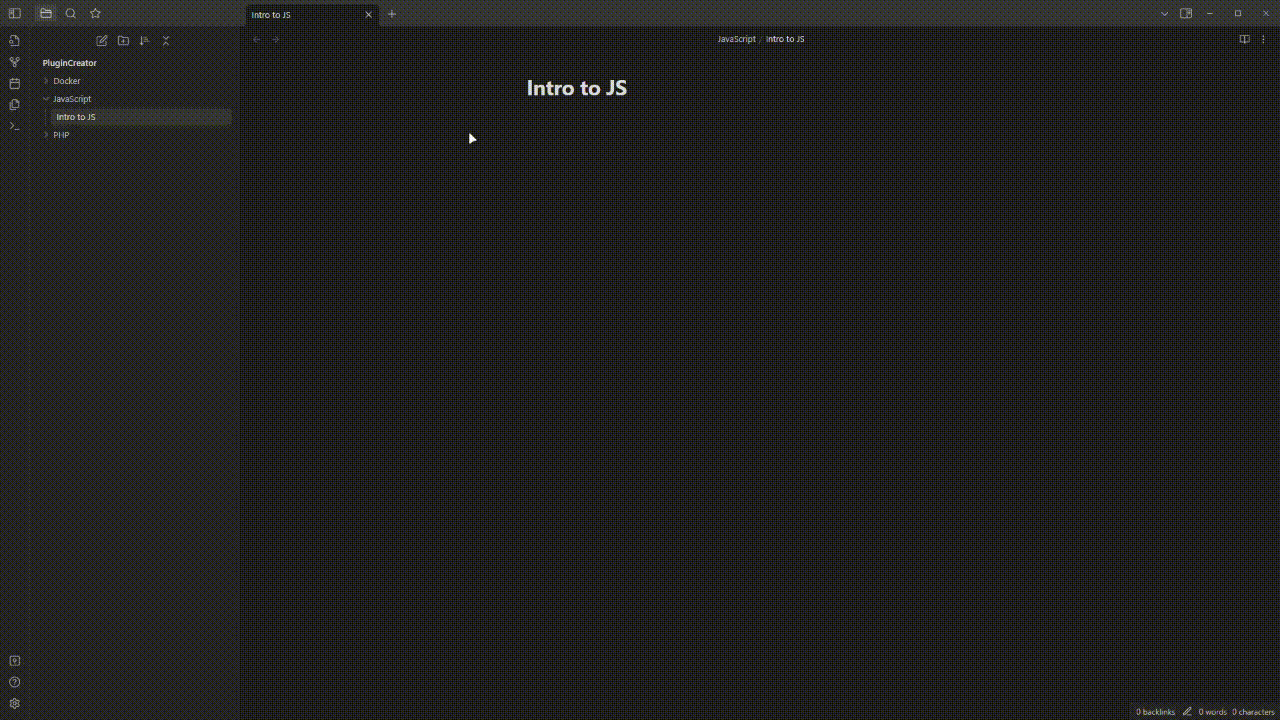 Intro to JS
JavaScript / Intro to JS
PluginCreator
Docker
JavaScript
Intro to JS
PHP
Intro to JS
0 backlinks 0 words 0 characters